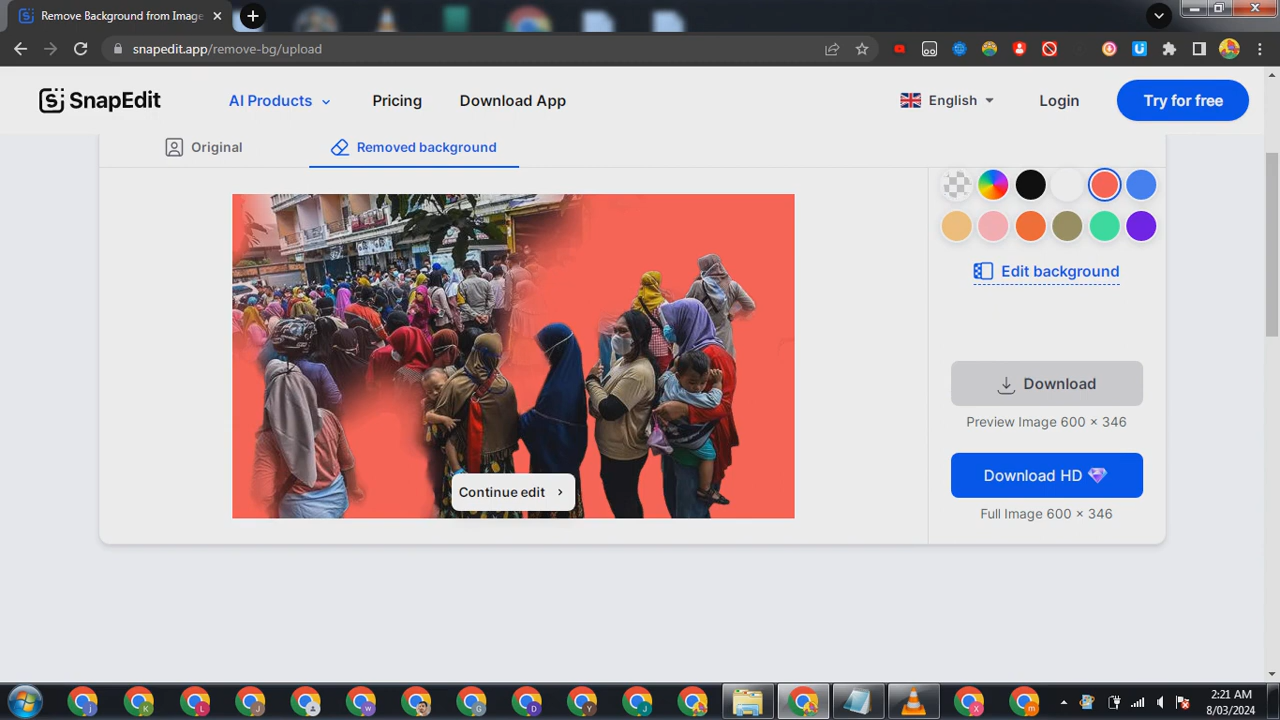 Remove Background from Image
snapedit.app/remove-bg/upload
SnapEdit
AI Products
Pricing
Download App
English
Login
Try for free
Original
Removed background
Edit background
Download
Preview Image 600 × 346
Download HD
Full Image 600 × 346
Continue edit
2:21 AM
8/03/2024